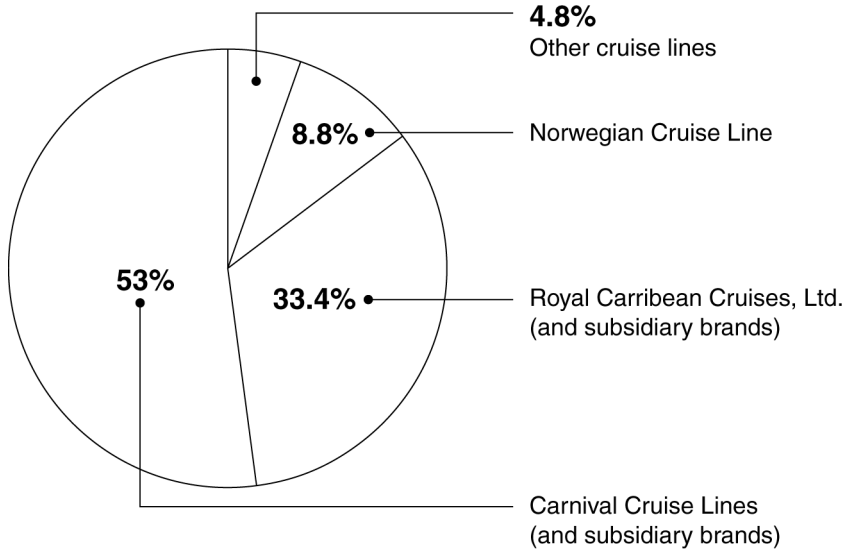 4.8%
Other cruise lines
8.8%
Norwegian Cruise Line
53%
33.4%
Royal Carribean Cruises, Ltd.
(and subsidiary brands)
Carnival Cruise Lines
(and subsidiary brands)